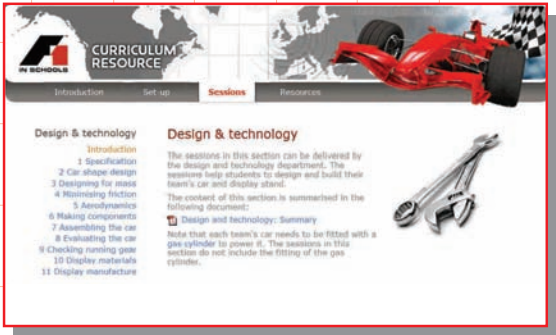 IN SCHOOLS
CURRICULUM
RESOURCE
Introduction
Set-up
Sessions
Resources
Design & technology
Introduction
1 Specification
2 Car shape design
3 Designing for mass
4 Minimising friction
5 Aerodynamics
6 Making components
7 Assembling the car
8 Evaluating the car
9 Checking running gear
10 Display materials
11 Display manufacture
Design & technology
The sessions in this section can be delivered by
the design and technology department. The
sessions help students to design and build their
team's car and display stand.
The content of this section is summarised in the
following document:
Design and technology: Summary
Note that each team's car needs to be fitted with a
gas cylinder to power it. The sessions in this
section do not include the fitting of the gas
cylinder.